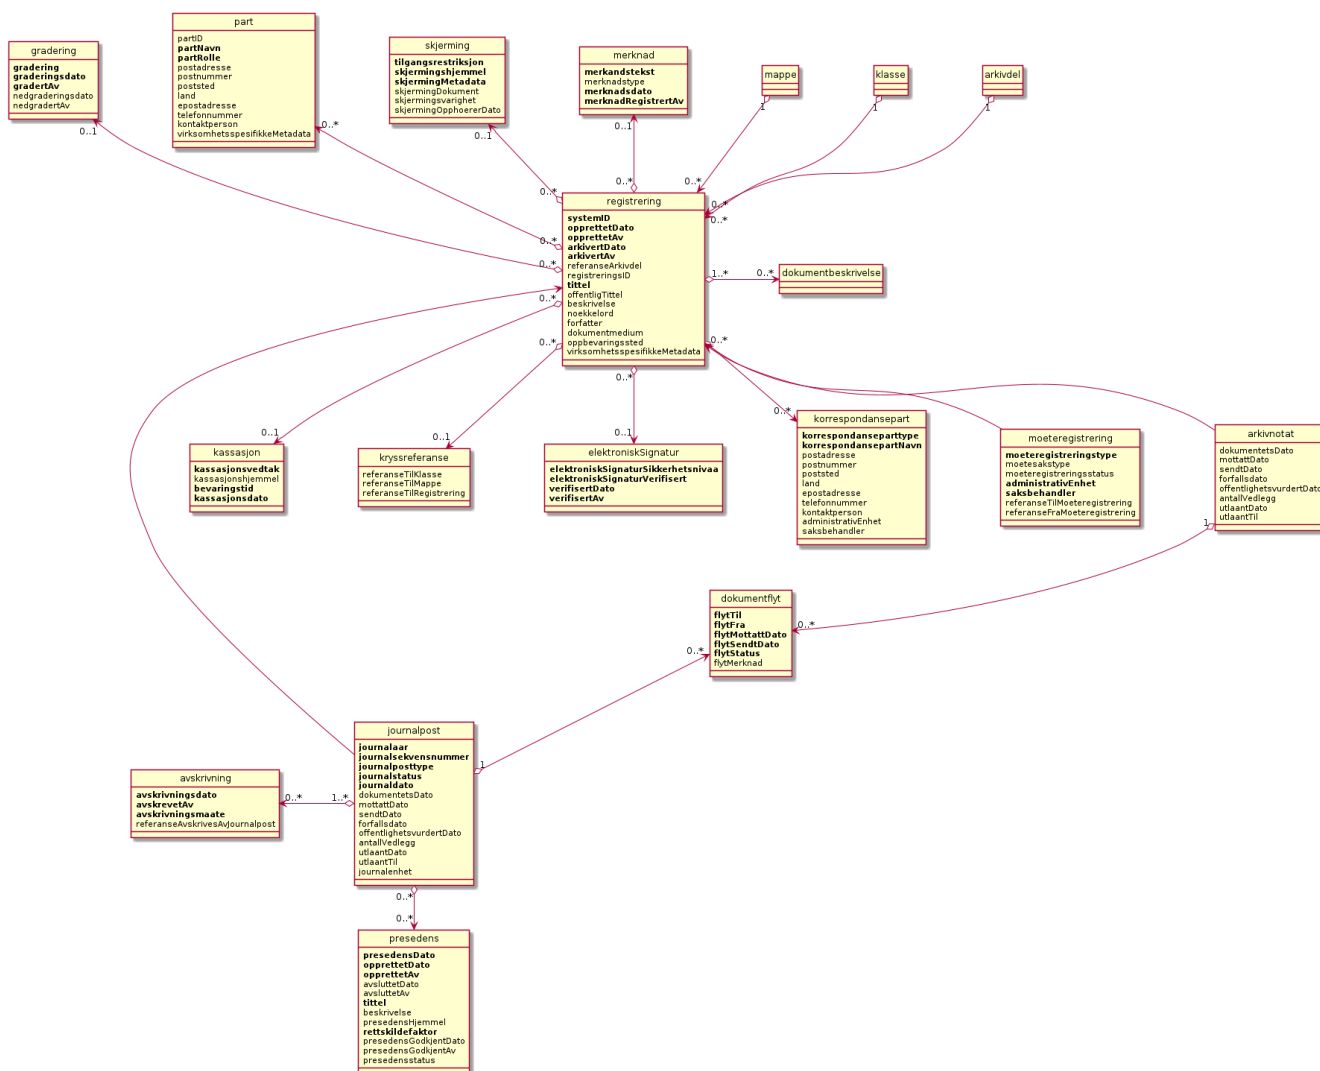 gradering
gradering
graderingsdato
gradertAv
nedgraderingsdato
nedgradertAv
0..1
part
partID
partNavn
partRolle
postadresse
postnummer
poststed
land
epostadresse
telefonnummer
kontaktperson
virksomhetsspesifikkeMetadata
0..*
skjerming
tilgangsrestriksjon
skjermingshjemmel
skjermingMetadata
skjermingDokument
skjermingsvarighet
skjermingOpphoererDato
0..1
merknad
merkandstekst
merknadstype
merknadsdato
merknadRegistrertAv
0..1
mappe
1
klasse
1
arkivdel
1
0..*
0..*
0..*
0..*
0..*
registrering
systemID
opprettetDato
opprettetAv
arkivertDato
arkivertAv
referanseArkivdel
registreringsID
tittel
offentligTittel
beskrivelse
noekkelord
forfatter
dokumentmedium
oppbevaringssted
virksomhetsspesifikkeMetadata
0..*
0..*
0..*
0..*
0..*
1..*
0..*
dokumentbeskrivelse
0..*
0..1
kassasjon
kassasjonsvedtak
kassasjonshjemmel
bevaringstid
kassasjonsdato
0..1
kryssreferanse
referanseTilKlasse
referanseTilMappe
referanseTilRegistrering
0..1
elektroniskSignatur
elektroniskSignaturSikkerhetsnivaa
elektroniskSignaturVerifisert
verifisertDato
verifisertAv
0..*
korrespondansepart
korrespondanseparttype
korrespondansepartNavn
postadresse
postnummer
poststed
land
epostadresse
telefonnummer
kontaktperson
administrativEnhet
saksbehandler
moeteregistrering
moeteregistreringstype
moetesakstype
moeteregistreringsstatus
administrativEnhet
saksbehandler
referanseTilMoeteregistrering
referanseFraMoeteregistrering
arkivnotat
dokumentetsDato
mottattDato
sendtDato
forfallsdato
offentlighetsvurdertDato
antallVedlegg
utlaantDato
utlaantTil
1
dokumentflyt
flytTil
flytFra
flytMottattDato
flytSendtDato
flytStatus
flytMerknad
0..*
0..*
journalpost
journalaar
journalsekvensnummer
journalposttype
journalstatus
journaldato
dokumentetsDato
mottattDato
sendtDato
forfallsdato
offentlighetsvurdertDato
antallVedlegg
utlaantDato
utlaantTil
journalenhet
1
1..*
0..*
avskrivning
avskrivningsdato
avskrevetAv
avskrivningsmaate
referanseAvskrivesAvJournalpost
0..*
0..*
presedens
presedensDato
opprettetDato
opprettetAv
avsluttetDato
avsluttetAv
tittel
beskrivelse
presedensHjemmel
rettskildefaktor
presedensGodkjentDato
presedensGodkjentAv
presedensstatus